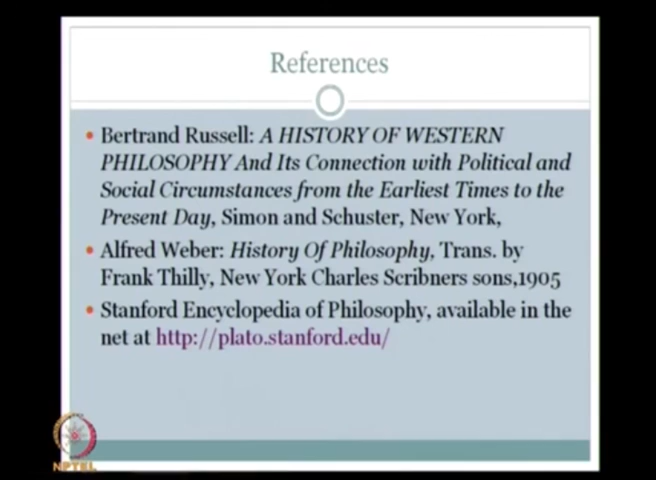 References
• Bertrand Russell: A HISTORY OF WESTERN
PHILOSOPHY And Its Connection with Political and
Social Circumstances from the Earliest Times to the
Present Day, Simon and Schuster, New York,
• Alfred Weber: History Of Philosophy, Trans. by
Frank Thilly, New York Charles Scribners sons,1905
• Stanford Encyclopedia of Philosophy, available in the
net at http://plato.stanford.edu/
NPTEL